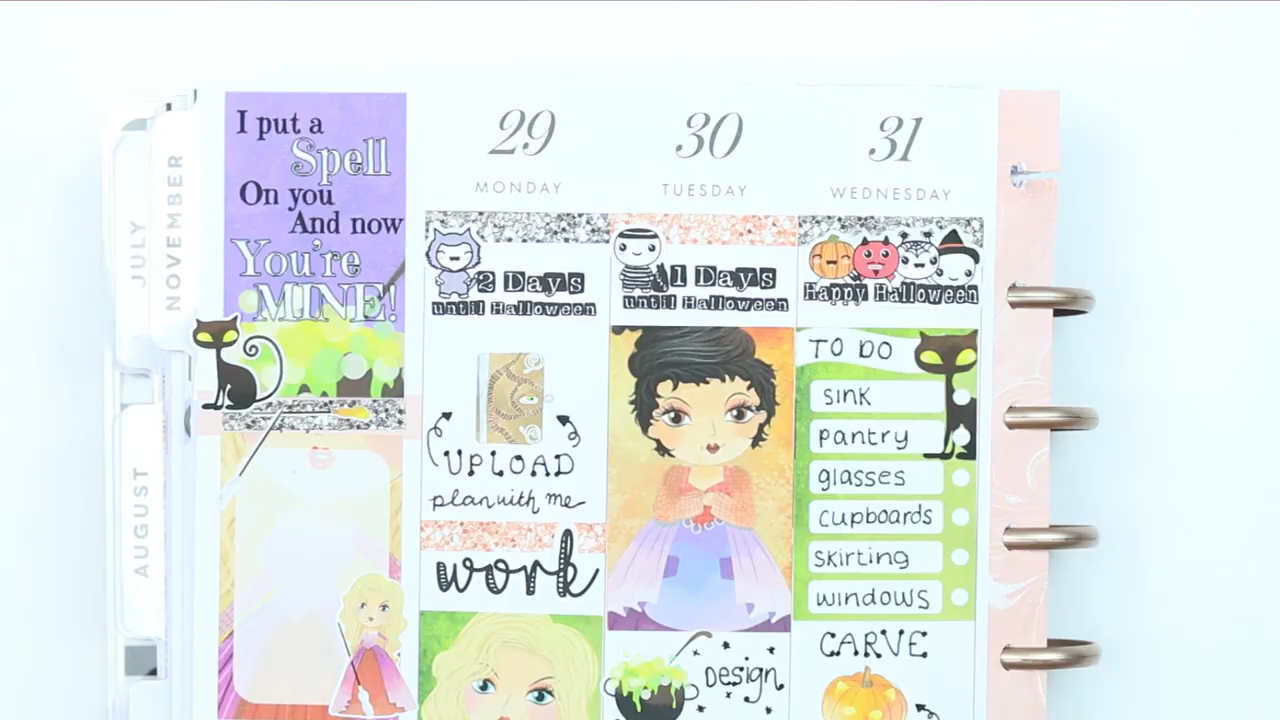 JULY
NOVEMBER
AUGUST
I put a
Spell
On you
And now
You're
MINE!
29
MONDAY
2 Days
until Halloween
UPLOAD
plan with me
work
30
TUESDAY
1 Days
until Halloween
Design
31
WEDNESDAY
Happy Halloween
TO DO
sink
pantry
glasses
cupboards
skirting
windows
CARVE